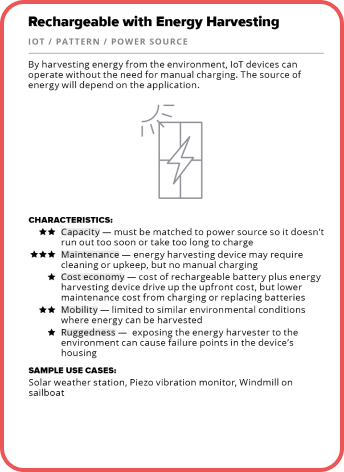 Rechargeable with Energy Harvesting
IOT / PATTERN / POWER SOURCE
By harvesting energy from the environment, IoT devices can
operate without the need for manual charging. The source of
energy will depend on the application.
CHARACTERISTICS:
★★ Capacity — must be matched to power source so it doesn't
run out too soon or take too long to charge
★★★ Maintenance — energy harvesting device may require
cleaning or upkeep, but no manual charging
★ Cost economy — cost of rechargeable battery plus energy
harvesting device drive up the upfront cost, but lower
maintenance cost from charging or replacing batteries
★★ Mobility — limited to similar environmental conditions
where energy can be harvested
★ Ruggedness — exposing the energy harvester to the
environment can cause failure points in the device's
housing
SAMPLE USE CASES:
Solar weather station, Piezo vibration monitor, Windmill on
sailboat